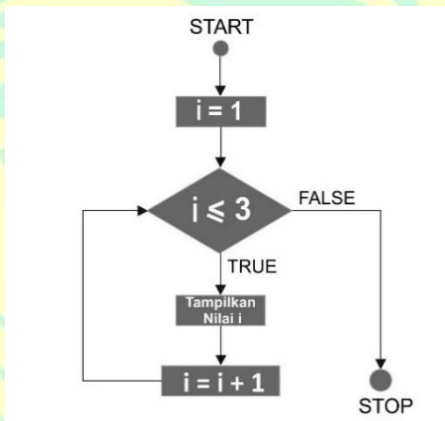 START
i = 1
i ≤ 3
FALSE
TRUE
Tampilkan
Nilai i
i = i + 1
STOP